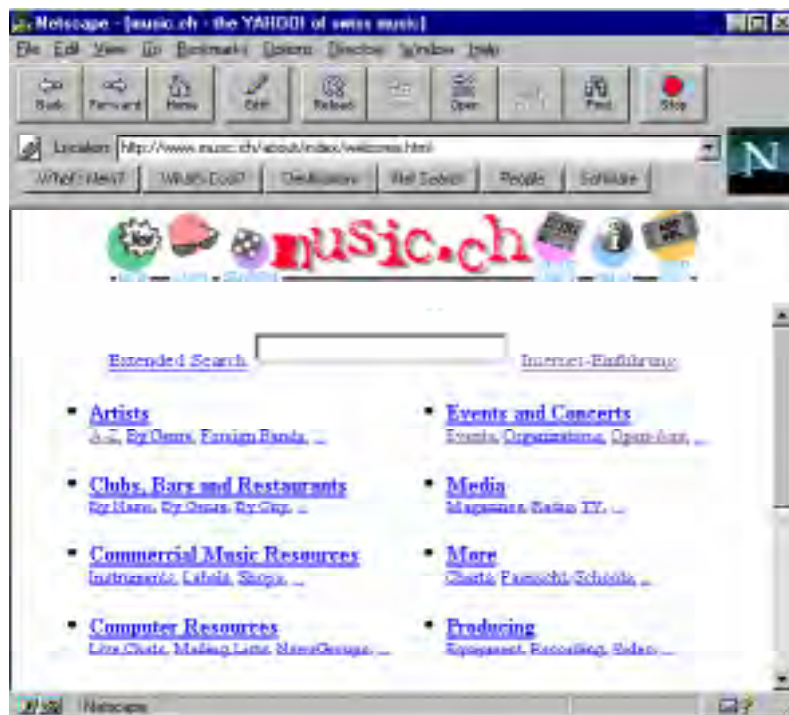 Netscape - [music.ch - the YAHOO! of swiss music]
File Edit View Go Bookmarks Options Directory Window Help
Back Forward Home Edit Reload Open Find Stop
Location: http://www.music.ch/about/index/welcome.html
What's New? What's Cool? Destinations Net Search People Software
music.ch
Extended Search Internet-Einführung
Artists Events and Concerts
A-Z, By Genre, Foreign Bands, ... Events, Organizations, Open-Airs, ...
Clubs, Bars and Restaurants Media
By Name, By Genre, By City, ... Magazines, Radio, TV, ...
Commercial Music Resources More
Instruments, Labels, Shops, ... Charts, Schools, ...
Computer Resources Producing
Live Chats, Mailing Lists, NewsGroups, ... Equipment, Recording, ...
Netscape